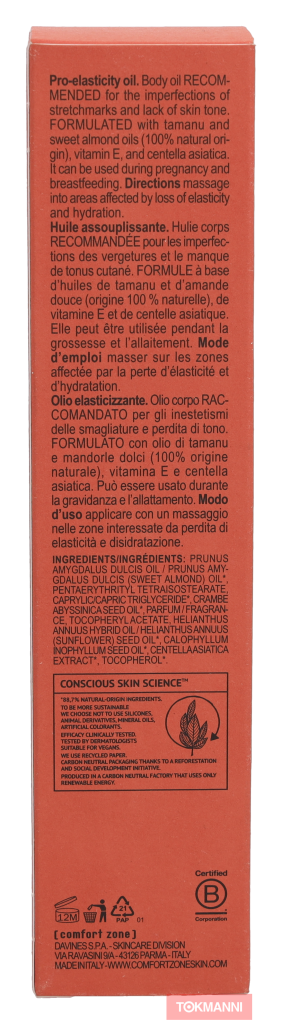 Pro-elasticity oil. Body oil RECOM-
MENDED for the imperfections of
stretchmarks and lack of skin tone.
FORMULATED with tamanu and
sweet almond oils (100% natural ori-
gin), vitamin E, and centella asiatica.
It can be used during pregnancy and
breastfeeding. Directions massage
into areas affected by loss of elasticity
and hydration.
Huile assouplissante. Hulie corps
RECOMMANDÉE pour les imperfec-
tions des vergetures et le manque
de tonus cutané. FORMULE à base
d'huiles de tamanu et d'amande
douce (origine 100 % naturelle), de
vitamine E et de centelle asiatique.
Elle peut être utilisée pendant la
grossesse et l'allaitement. Mode
d'emploi masser sur les zones
affectée par la perte d'élasticité et
d'hydratation.
Olio elasticizzante. Olio corpo RAC-
COMANDATO per gli inestetismi
delle smagliature e perdita di tono.
FORMULATO con olio di tamanu
e mandorle dolci (100% origine
naturale), vitamina E e centella
asiatica. Può essere usato durante
la gravidanza e l'allattamento. Modo
d'uso applicare con un massaggio
nelle zone interessate da perdita di
elasticità e disidratazione.
INGREDIENTS/INGRÉDIENTS: PRUNUS
AMYGDALUS DULCIS OIL / PRUNUS AMY-
GDALUS DULCIS (SWEET ALMOND) OIL*,
PENTAERYTHRITYL TETRAISOSTEARATE,
CAPRYLIC/CAPRIC TRIGLYCERIDE*, CRAMBE
ABYSSINICA SEED OIL*, PARFUM / FRAGRAN-
CE, TOCOPHERYL ACETATE, HELIANTHUS
ANNUUS HYBRID OIL / HELIANTHUS ANNUUS
(SUNFLOWER) SEED OIL*, CALOPHYLLUM
INOPHYLLUM SEED OIL*, CENTELLA ASIATICA
EXTRACT*, TOCOPHEROL*.
CONSCIOUS SKIN SCIENCE™
*88,7% NATURAL-ORIGIN INGREDIENTS.
TO BE MORE SUSTAINABLE
WE CHOOSE NOT TO USE SILICONES,
ANIMAL DERIVATIVES, MINERAL OILS,
ARTIFICIAL COLORANTS.
EFFICACY CLINICALLY TESTED.
TESTED BY DERMATOLOGISTS
SUITABLE FOR VEGANS.
WE USE RECYCLED PAPER.
CARBON NEUTRAL PACKAGING THANKS TO A REFORESTATION
AND SOCIAL DEVELOPMENT INITIATIVE.
PRODUCED IN A CARBON NEUTRAL FACTORY THAT USES ONLY
RENEWABLE ENERGY.
Certified
B
Corporation
12M
21
PAP 01
[ comfort zone ]
DAVINES S.P.A. - SKINCARE DIVISION
VIA RAVASINI 9/A - 43126 PARMA - ITALY
MADE IN ITALY - WWW.COMFORTZONESKIN.COM
TOKMANNI